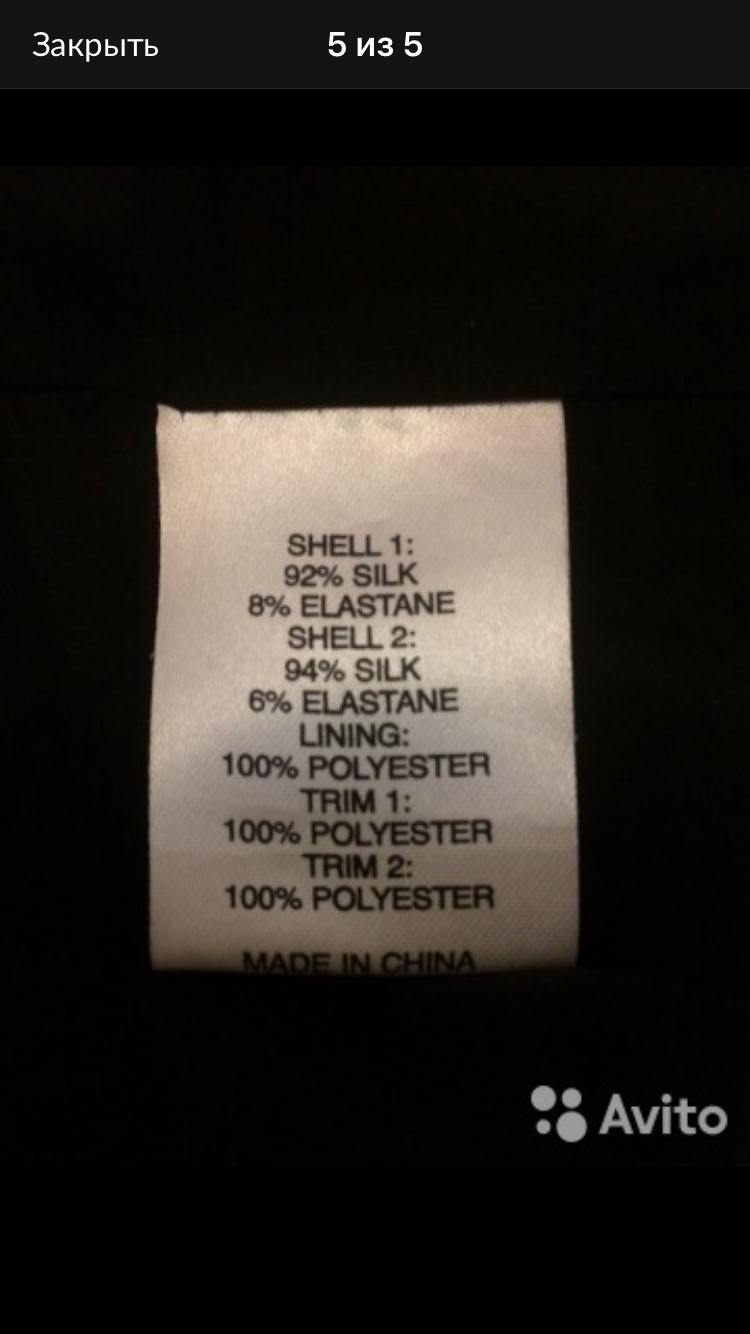 Закрыть
5 из 5
SHELL 1:
92% SILK
8% ELASTANE
SHELL 2:
94% SILK
6% ELASTANE
LINING:
100% POLYESTER
TRIM 1:
100% POLYESTER
TRIM 2:
100% POLYESTER
MADE IN CHINA
Avito